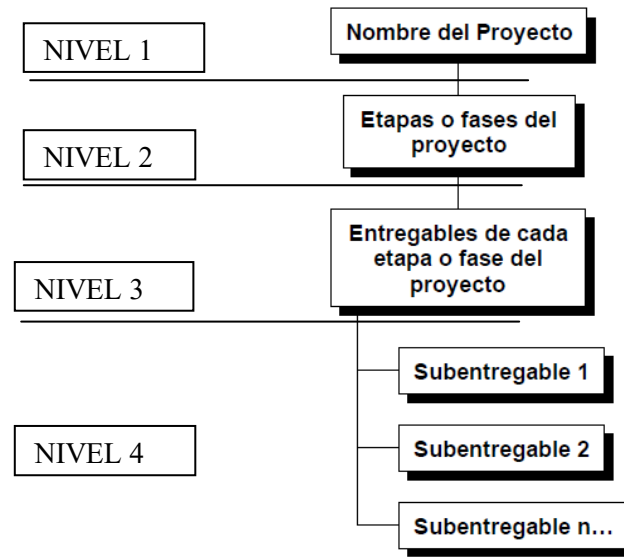 NIVEL 1
Nombre del Proyecto
NIVEL 2
Etapas o fases del
proyecto
NIVEL 3
Entregables de cada
etapa o fase del
proyecto
NIVEL 4
Subentregable 1
Subentregable 2
Subentregable n...